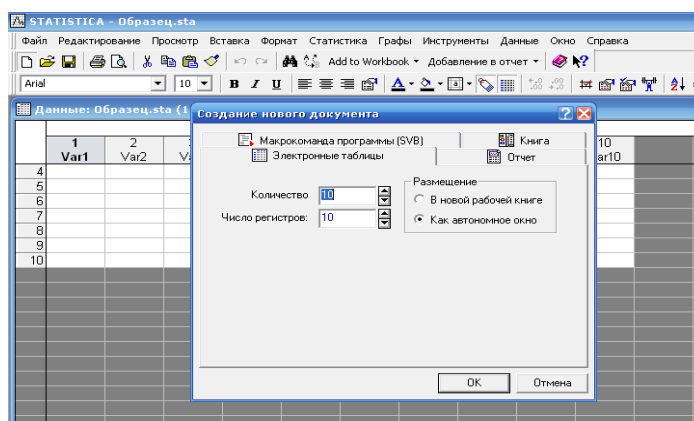 STATISTICA - Образец.sta
Файл Редактирование Просмотр Вставка Формат Статистика Графы Инструменты Данные Окно Справка
Add to Workbook Добавление в отчет
Arial 10 B I U
Данные: Образец.sta (1
Создание нового документа
Макрокоманда программы (SVB) Книга
Электронные таблицы Отчет
1 2 10
Var1 Var2 Va ar10
Количество 10
Число регистров: 10
Размещение
В новой рабочей книге
Как автономное окно
4
5
6
7
8
9
10
OK Отмена